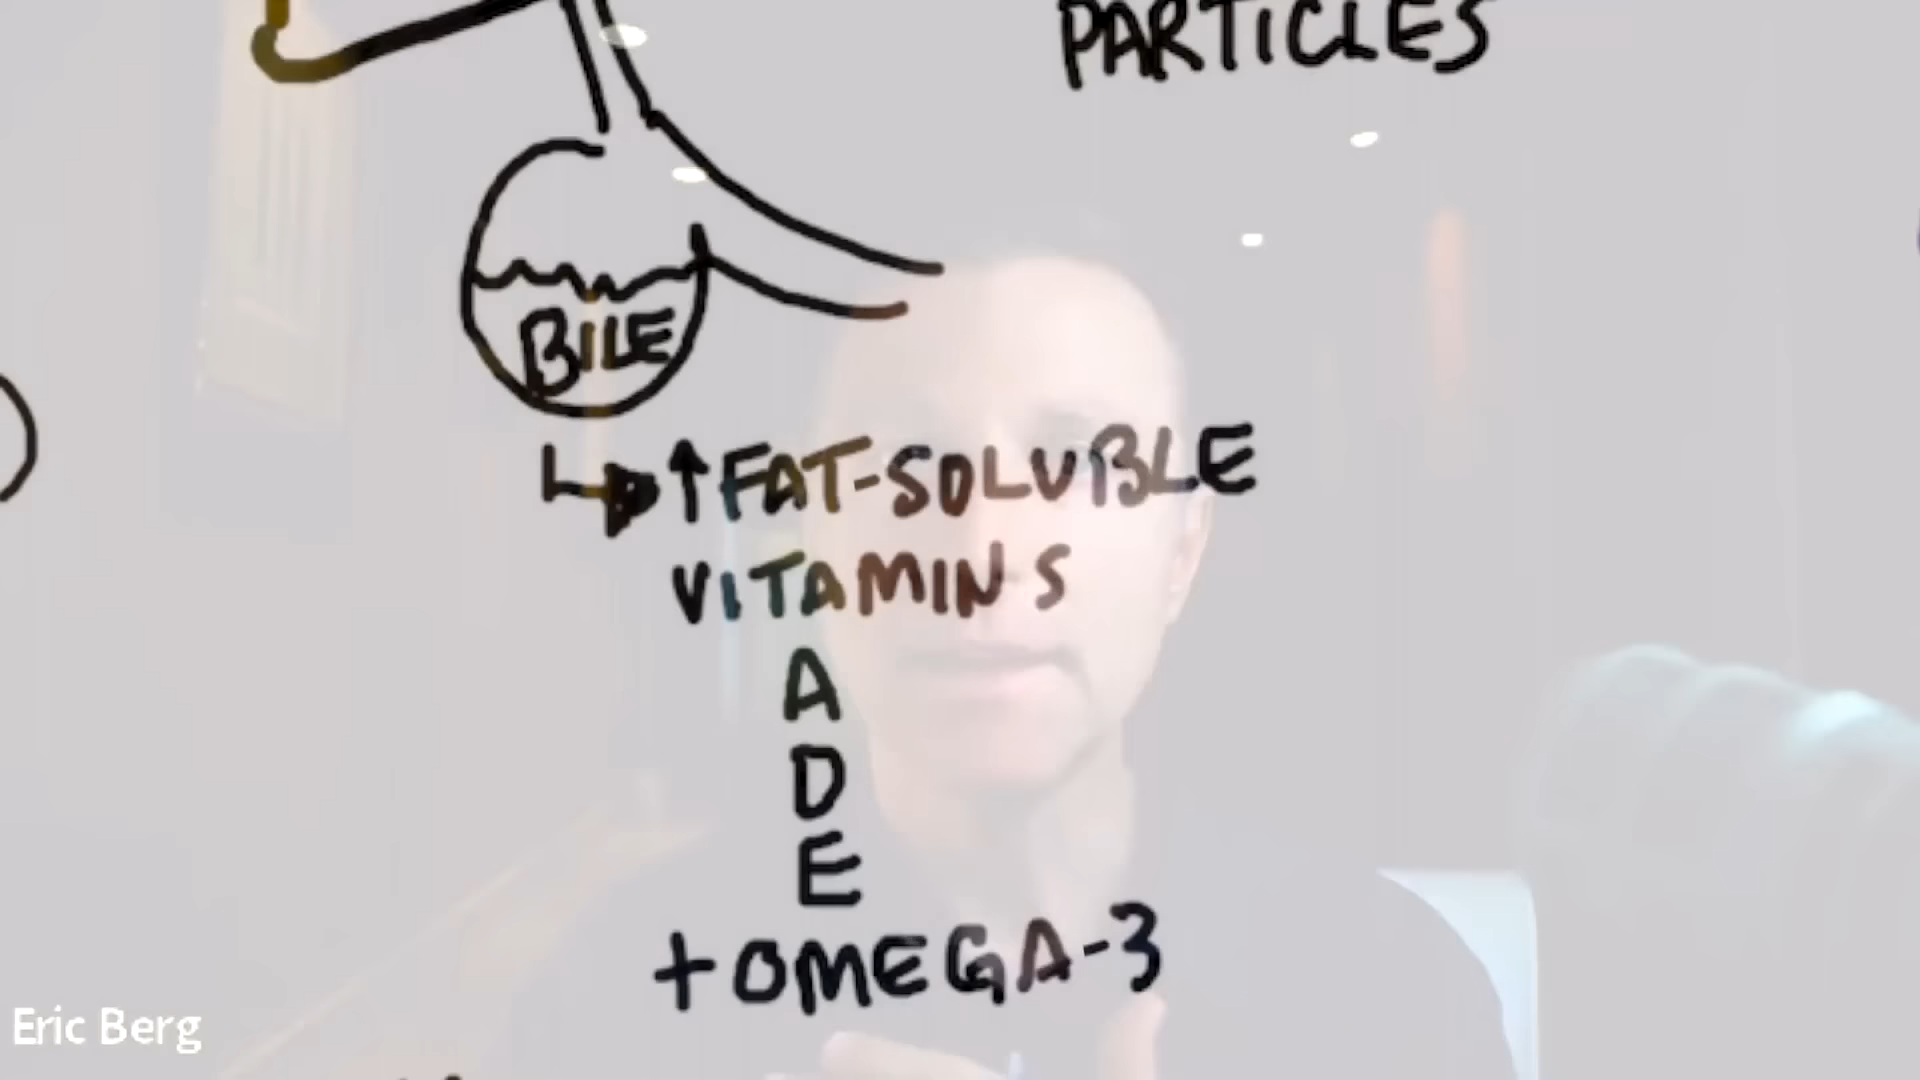 PARTICLES
BILE
↑ FAT-SOLUBLE
VITAMINS
A
D
E
+ OMEGA-3
Eric Berg